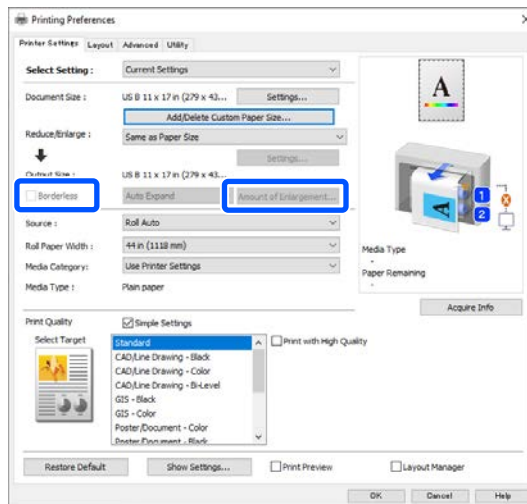 Printing Preferences
Printer Settings Layout Advanced Utility
Select Setting : Current Settings
Document Size : US B 11 x 17 in (279 x 43... Settings...
Add/Delete Custom Paper Size...
Reduce/Enlarge : Same as Paper Size
Settings...
Output Size : US B 11 x 17 in (279 x 43...
Borderless Auto Expand Amount of Enlargement...
Source : Roll Auto
Roll Paper Width : 44 in (1118 mm)
Media Category: Use Printer Settings
Media Type : Plain paper
A
A
1
2
Media Type
-
Paper Remaining
-
Acquire Info
Print Quality Simple Settings
Select Target
Standard
CAD/Line Drawing - Black
CAD/Line Drawing - Color
CAD/Line Drawing - Bi-Level
GIS - Black
GIS - Color
Poster/Document - Color
Poster/Document - Black
Print with High Quality
Restore Default Show Settings... Print Preview Layout Manager
OK Cancel Help